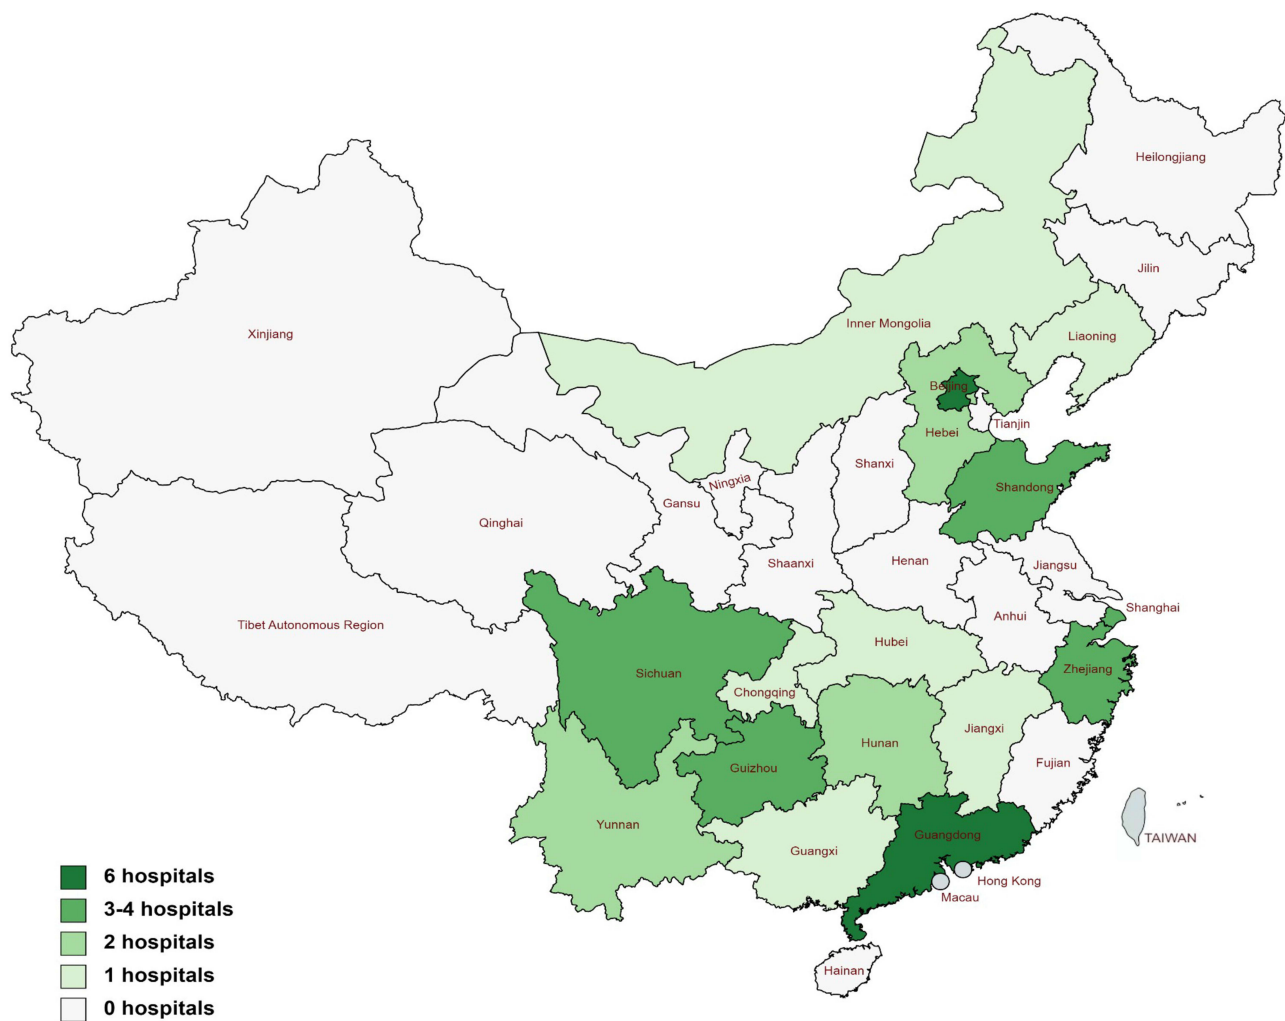 Heilongjiang
Jilin
Xinjiang
Inner Mongolia
Liaoning
Beijing
Tianjin
Hebei
Shanxi
Ningxia
Shandong
Gansu
Qinghai
Shaanxi
Henan
Jiangsu
Shanghai
Anhui
Tibet Autonomous Region
Hubei
Sichuan
Zhejiang
Chongqing
Jiangxi
Hunan
Fujian
Guizhou
Yunnan
Guangdong
TAIWAN
Guangxi
Hong Kong
Macau
Hainan
6 hospitals
3-4 hospitals
2 hospitals
1 hospitals
0 hospitals